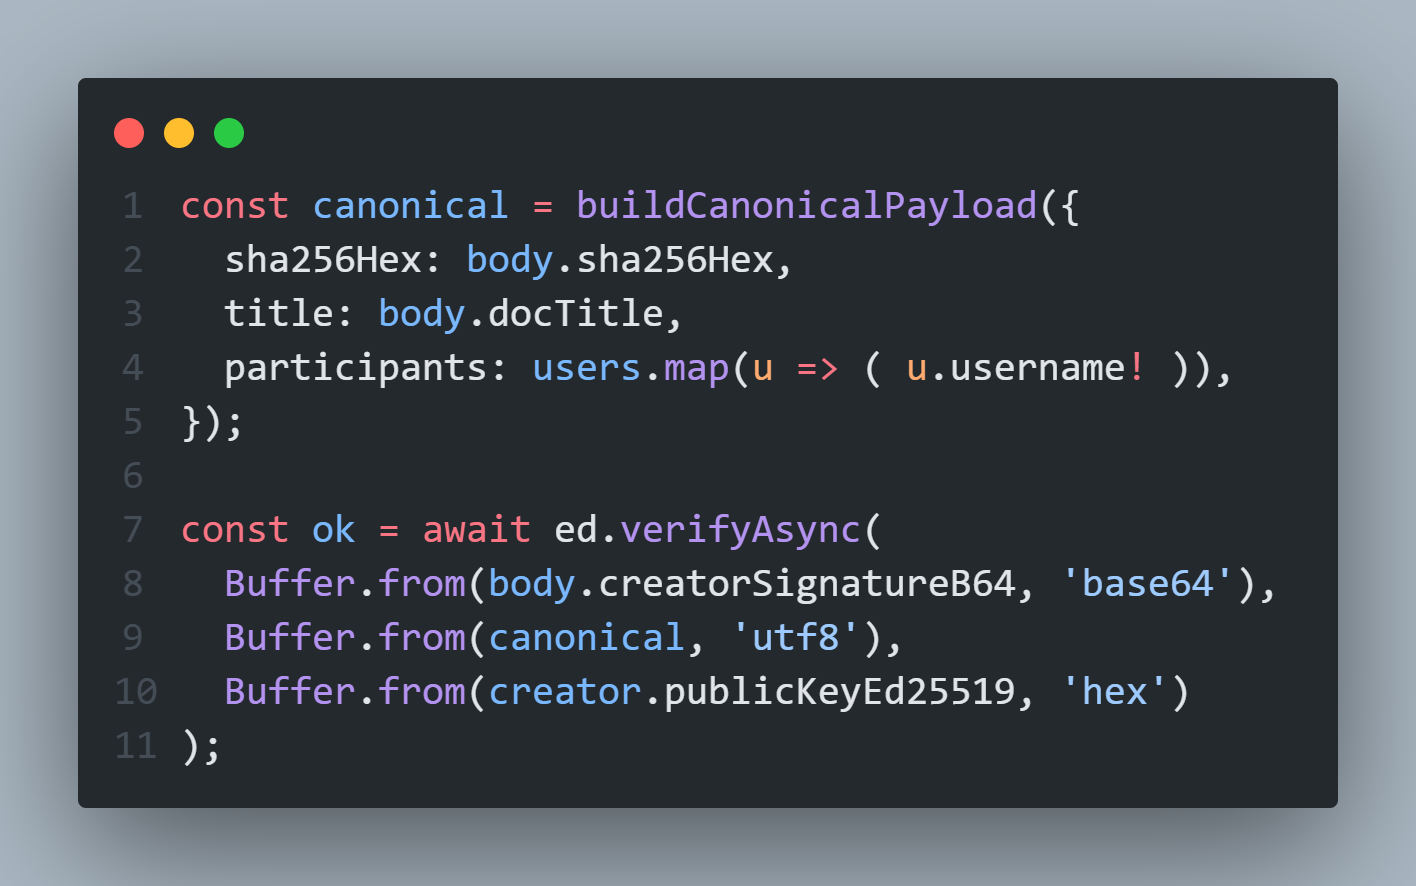 1 const canonical = buildCanonicalPayload({
2   sha256Hex: body.sha256Hex,
3   title: body.docTitle,
4   participants: users.map(u => ( u.username! )),
5 });
6
7 const ok = await ed.verifyAsync(
8   Buffer.from(body.creatorSignatureB64, 'base64'),
9   Buffer.from(canonical, 'utf8'),
10   Buffer.from(creator.publicKeyEd25519, 'hex')
11 );